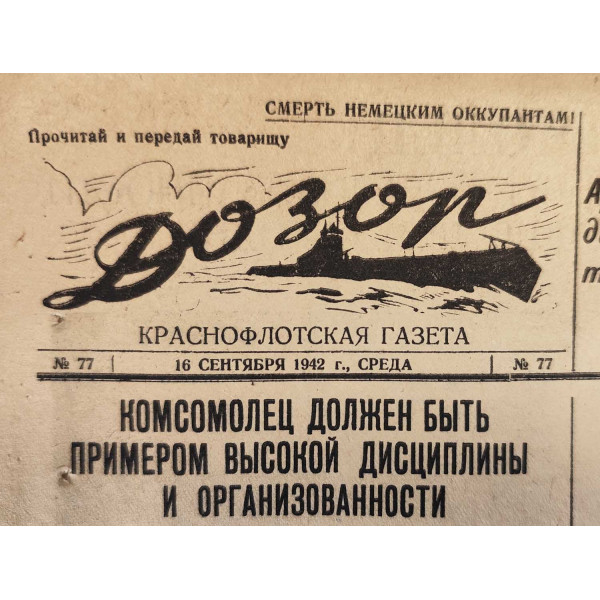 СМЕРТЬ НЕМЕЦКИМ ОККУПАНТАМ!
Прочитай и передай товарищу
Дозор
КРАСНОФЛОТСКАЯ ГАЗЕТА
№ 77 16 СЕНТЯБРЯ 1942 г., СРЕДА № 77
КОМСОМОЛЕЦ ДОЛЖЕН БЫТЬ
ПРИМЕРОМ ВЫСОКОЙ ДИСЦИПЛИНЫ
И ОРГАНИЗОВАННОСТИ